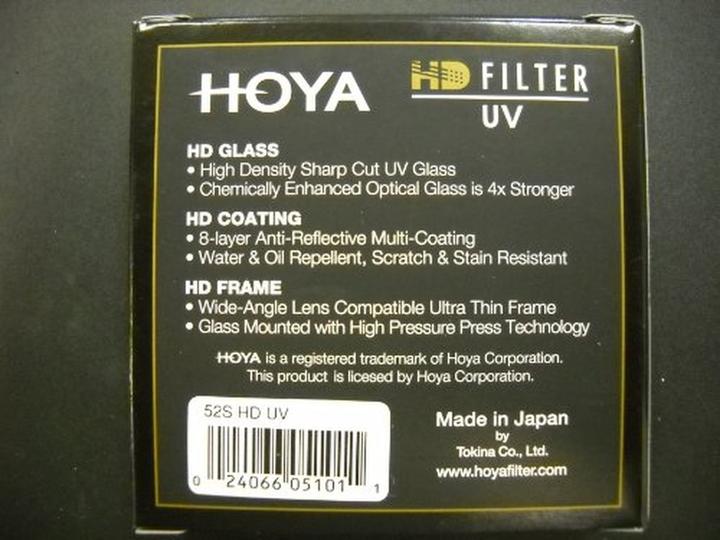 HOYA HD FILTER
UV
HD GLASS
• High Density Sharp Cut UV Glass
• Chemically Enhanced Optical Glass is 4x Stronger
HD COATING
• 8-layer Anti-Reflective Multi-Coating
• Water & Oil Repellent, Scratch & Stain Resistant
HD FRAME
• Wide-Angle Lens Compatible Ultra Thin Frame
• Glass Mounted with High Pressure Press Technology
HOYA is a registered trademark of Hoya Corporation.
This product is licesed by Hoya Corporation.
52S HD UV
0 24066 05101 1
Made in Japan
by
Tokina Co., Ltd.
www.hoyafilter.com